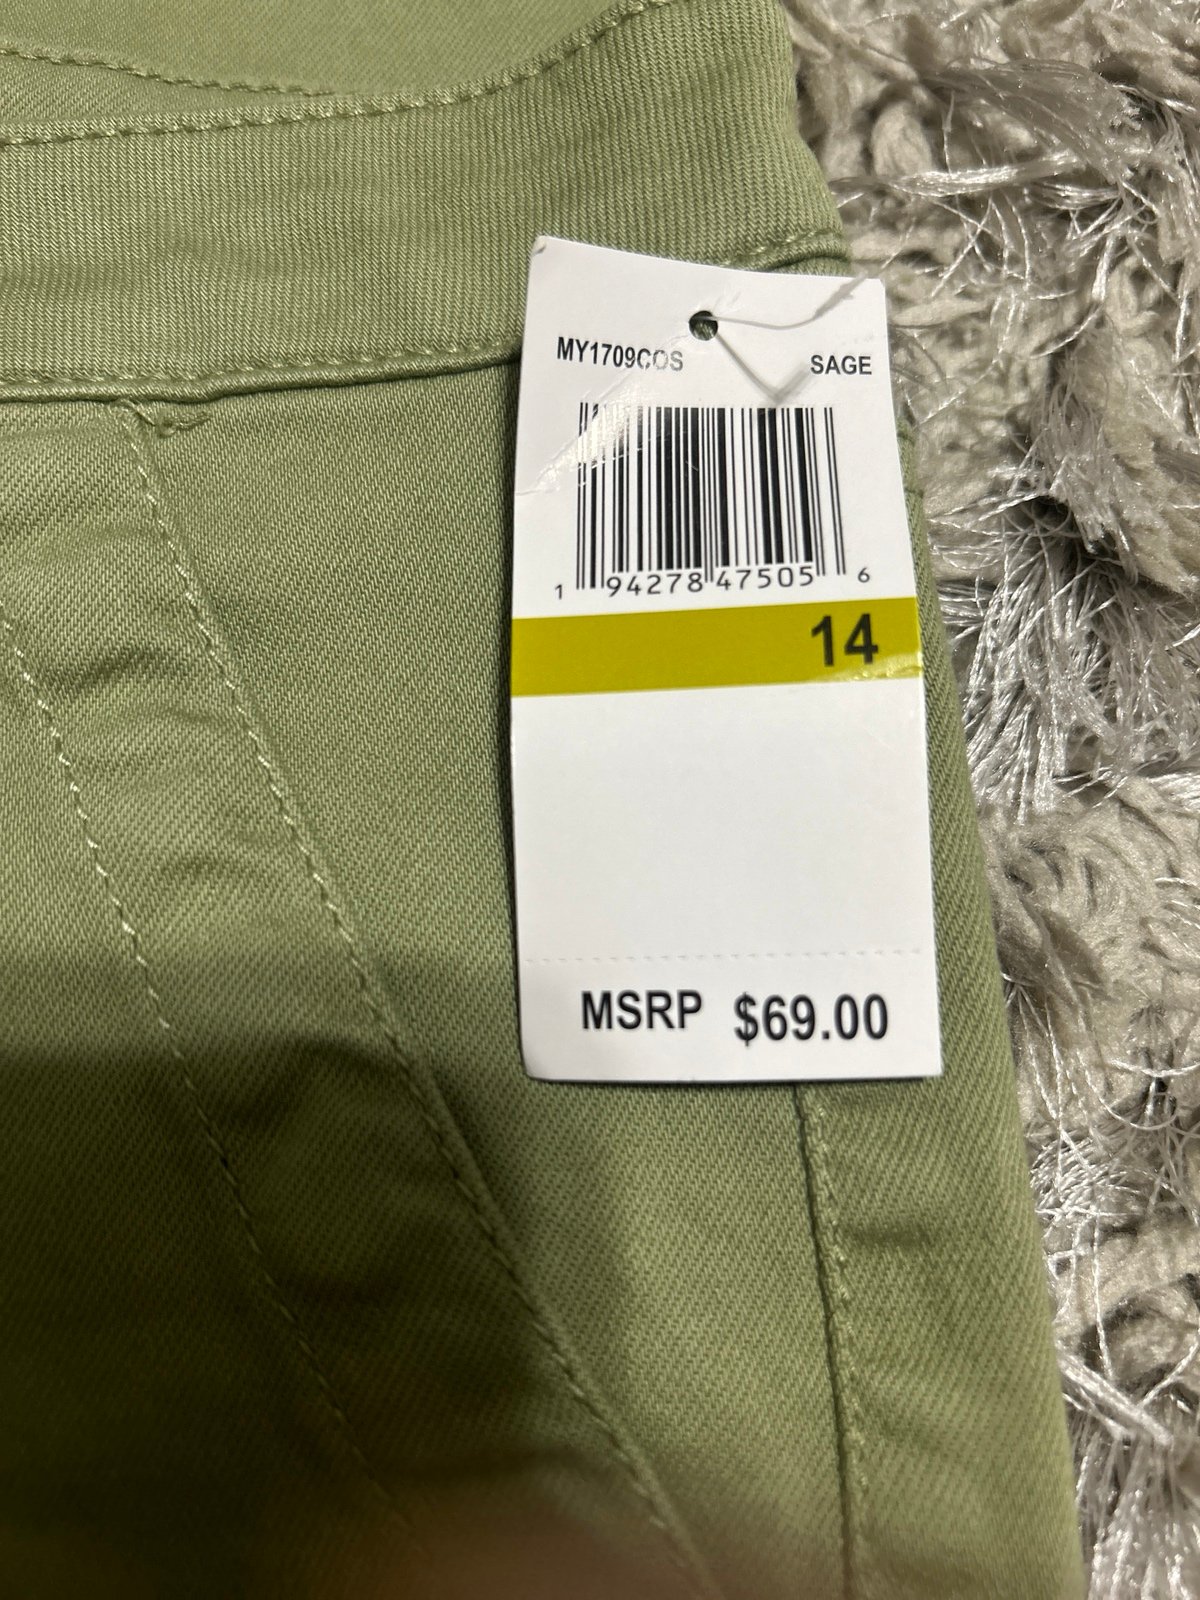 MY1709COS SAGE
1 94278 47505 6
14
MSRP $69.00